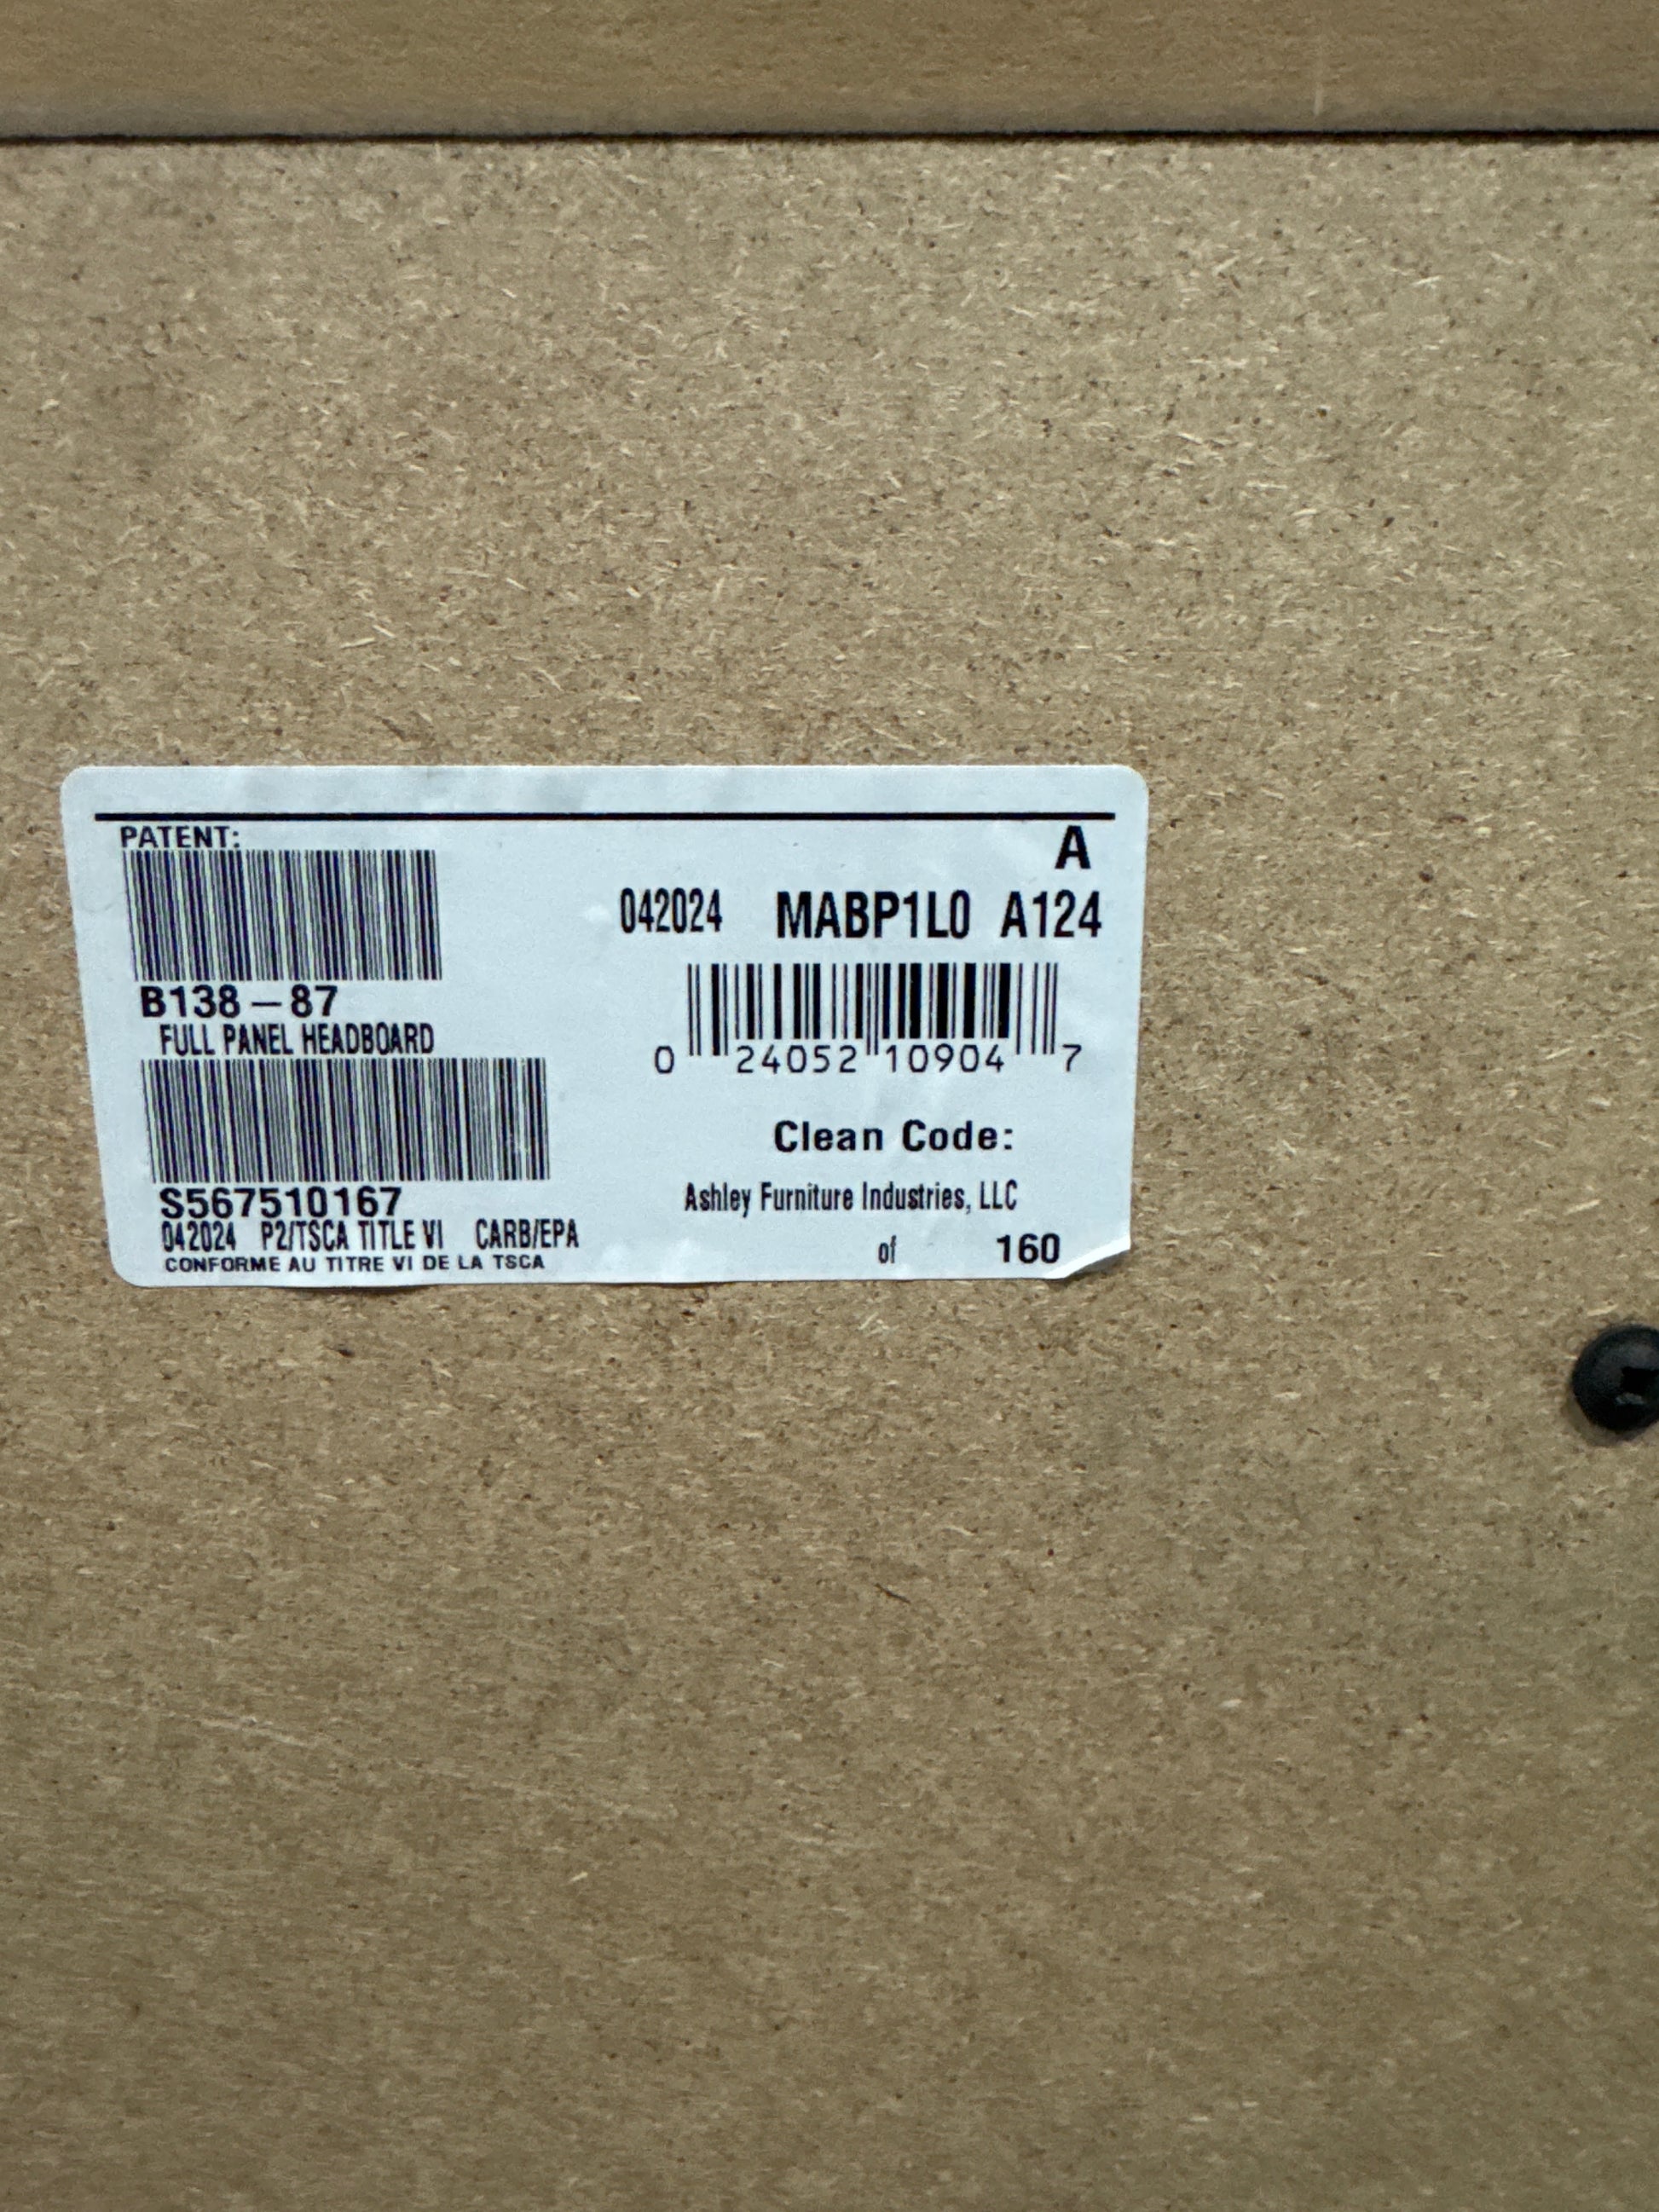 PATENT:
A
042024 MABP1L0 A124
B138-87
FULL PANEL HEADBOARD
0 24052 10904 7
Clean Code:
S567510167
Ashley Furniture Industries, LLC
042024 P2/TSCA TITLE VI CARB/EPA
of 160
CONFORME AU TITRE VI DE LA TSCA